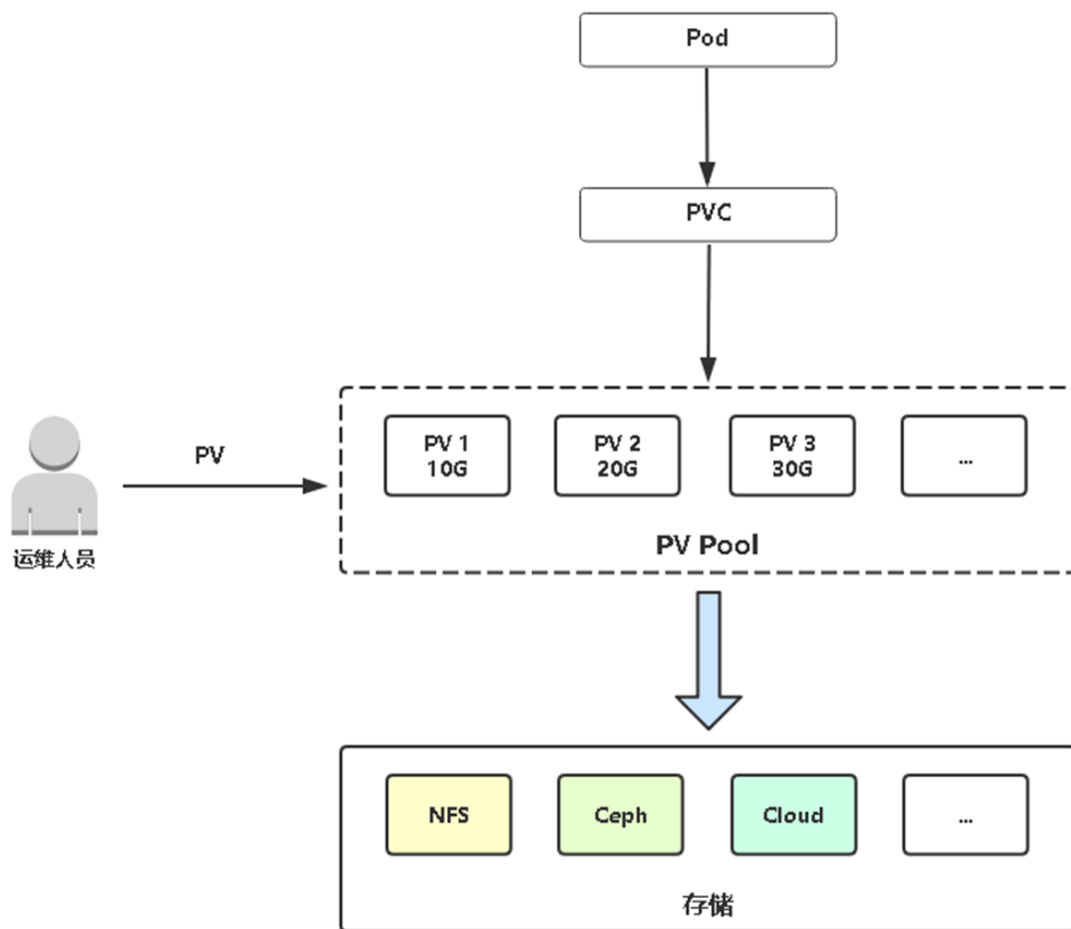 Pod
PVC
PV
运维人员
PV 1
10G
PV 2
20G
PV 3
30G
...
PV Pool
NFS
Ceph
Cloud
...
存储